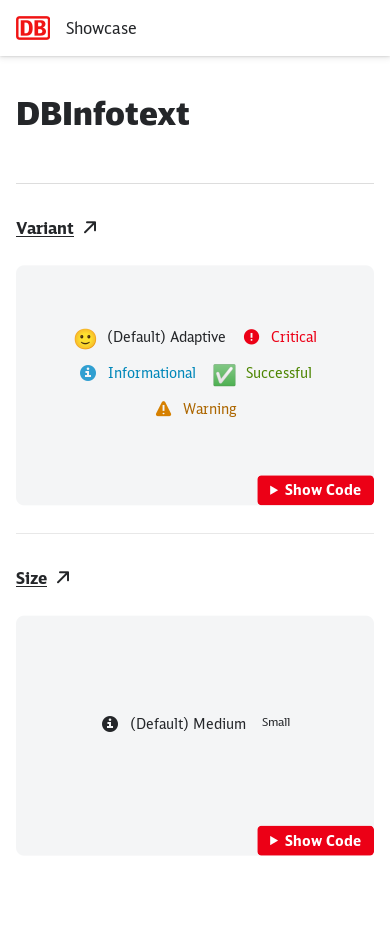 DB Showcase
DBInfotext
Variant
(Default) Adaptive Critical
Informational Successful
Warning
Show Code
Size
(Default) Medium Small
Show Code